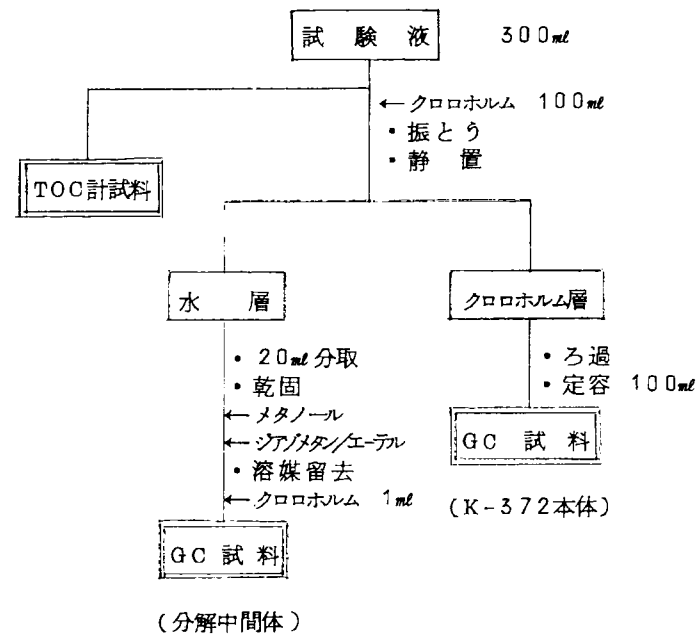 試験液 300ml
← クロロホルム 100ml
・振とう
・静置
TOC計試料
水層
クロロホルム層
・20ml 分取
・乾固
← メタノール
← ジアゾメタン/エーテル
・溶媒留去
← クロロホルム 1ml
・ろ過
・定容 100ml
GC試料
(K-372本体)
GC試料
(分解中間体)